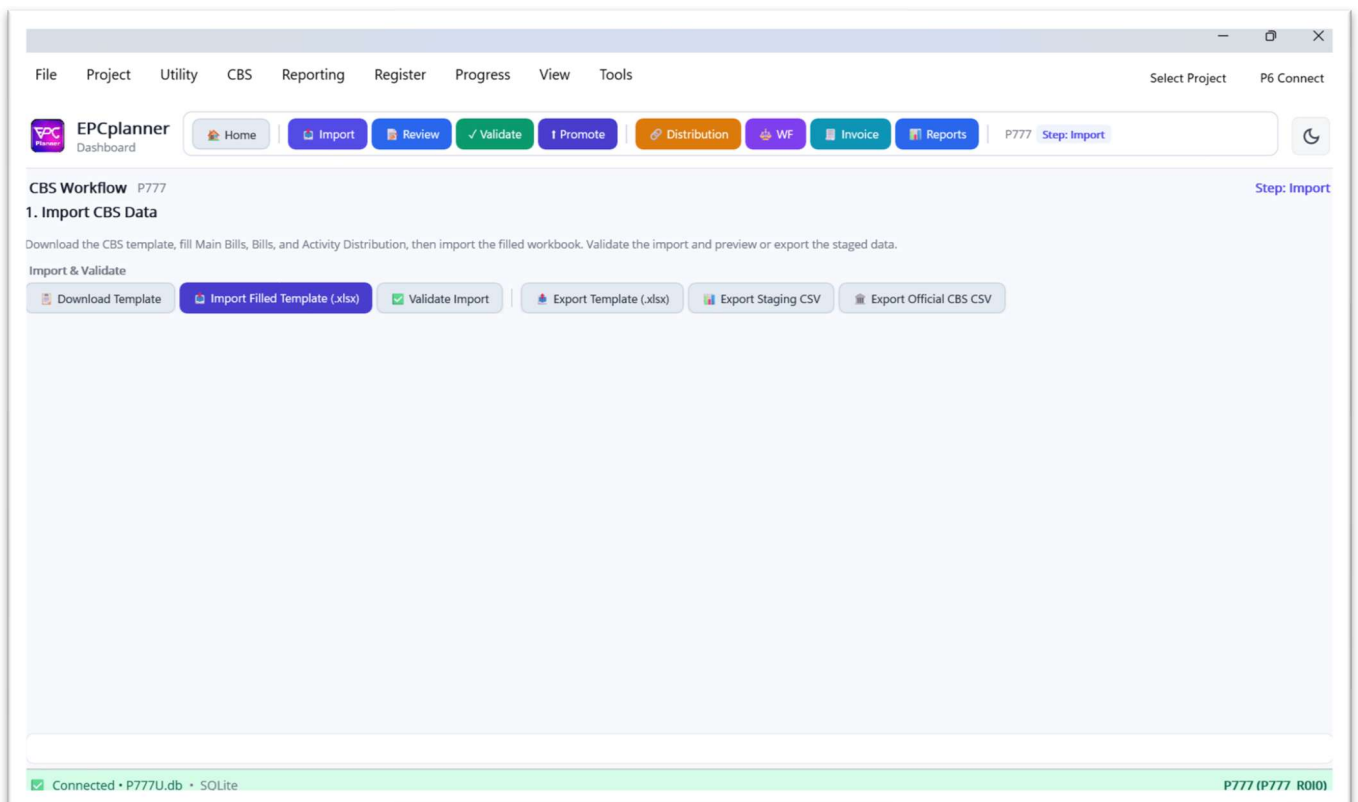 File Project Utility CBS Reporting Register Progress View Tools Select Project P6 Connect
EPC Planner EPCplanner Dashboard Home Import Review ✓ Validate Promote Distribution WF Invoice Reports P777 Step: Import
CBS Workflow P777 Step: Import
1. Import CBS Data
Download the CBS template, fill Main Bills, Bills, and Activity Distribution, then import the filled workbook. Validate the import and preview or export the staged data.
Import & Validate
Download Template Import Filled Template (.xlsx) Validate Import Export Template (.xlsx) Export Staging CSV Export Official CBS CSV
Connected • P777U.db • SQLite P777 (P777_R0I0)